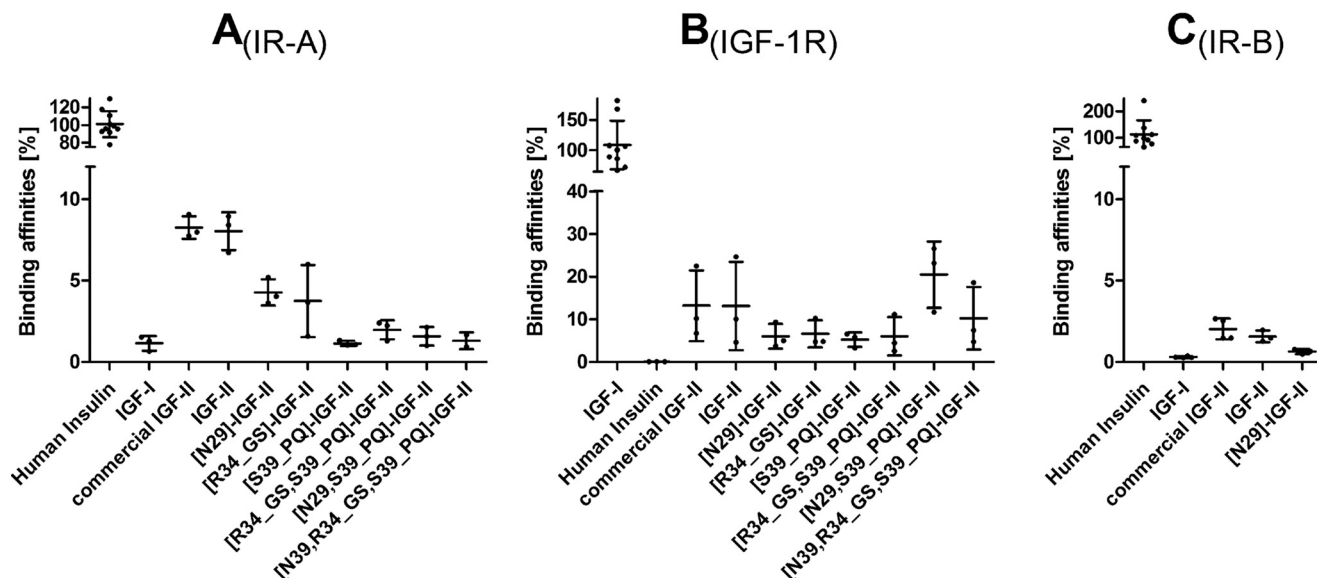 A(IR-A)
Binding affinities [%]
120
100
80
10
5
0
Human Insulin
IGF-I
commercial IGF-II
IGF-II
[N29]-IGF-II
[R34_GS]-IGF-II
[S39_PQ]-IGF-II
[R34_GS,S39_PQ]-IGF-II
[N29,S39_PQ]-IGF-II
[N39,R34_GS,S39_PQ]-IGF-II
B(IGF-1R)
Binding affinities [%]
150
100
40
30
20
10
0
IGF-I
Human Insulin
commercial IGF-II
IGF-II
[N29]-IGF-II
[R34_GS]-IGF-II
[S39_PQ]-IGF-II
[R34_GS,S39_PQ]-IGF-II
[N29,S39_PQ]-IGF-II
[N39,R34_GS,S39_PQ]-IGF-II
C(IR-B)
Binding affinities [%]
200
100
10
5
0
Human Insulin
IGF-I
commercial IGF-II
IGF-II
[N29]-IGF-II